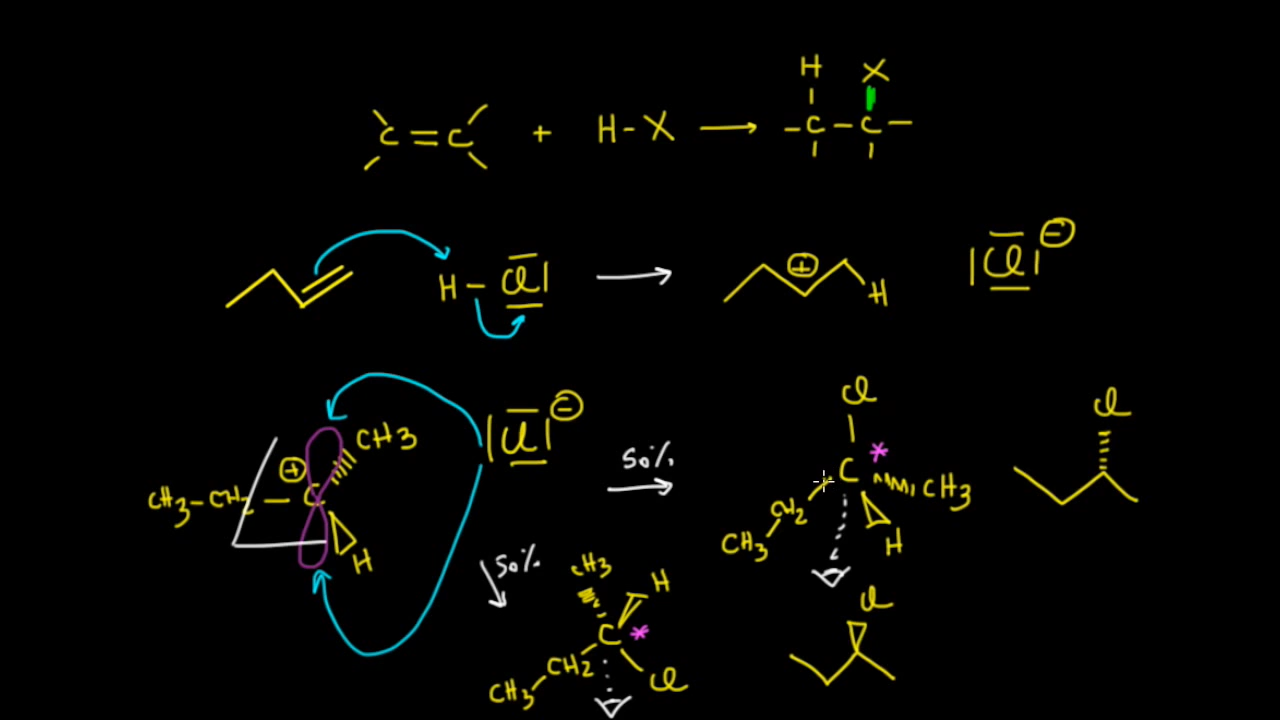 H X
C = C + H - X → - C - C -
H - Cl → + H Cl −
+ CH3 Cl − 50% Cl Cl
CH3 - CH2 - C H C * CH3
CH2 H
CH3
50% CH3 H Cl
C *
CH3 CH2 Cl